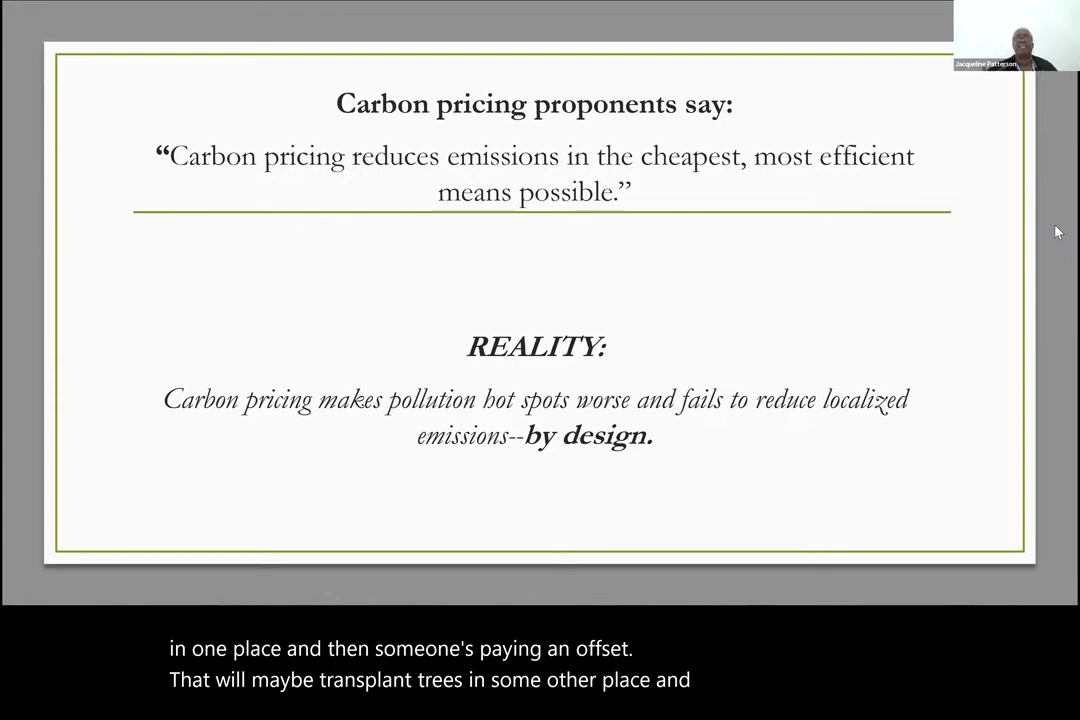 Jacqueline Patterson
Carbon pricing proponents say:
“Carbon pricing reduces emissions in the cheapest, most efficient
means possible.”
REALITY:
Carbon pricing makes pollution hot spots worse and fails to reduce localized
emissions--by design.
in one place and then someone's paying an offset.
That will maybe transplant trees in some other place and